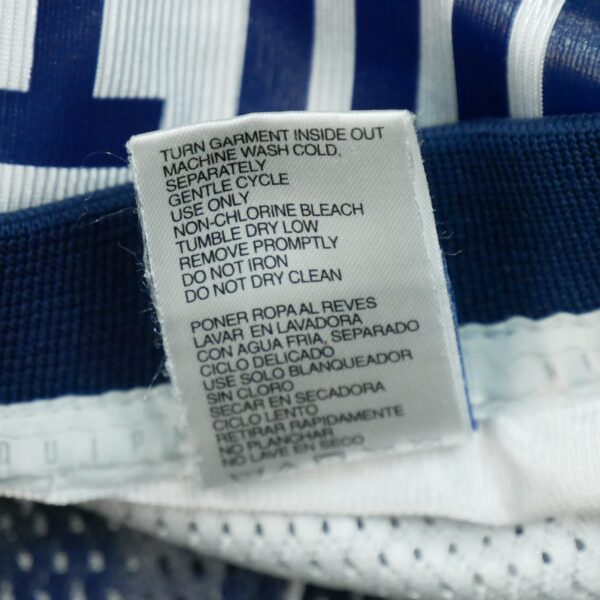 TURN GARMENT INSIDE OUT
MACHINE WASH COLD,
SEPARATELY
GENTLE CYCLE
USE ONLY
NON-CHLORINE BLEACH
TUMBLE DRY LOW
REMOVE PROMPTLY
DO NOT IRON
DO NOT DRY CLEAN
PONER ROPA AL REVES
LAVAR EN LAVADORA
CON AGUA FRIA, SEPARADO
CICLO DELICADO
USE SOLO BLANQUEADOR
SIN CLORO
SECAR EN SECADORA
CICLO LENTO
RETIRAR RAPIDAMENTE
NO PLANCHAR
NO LAVE EN SECO